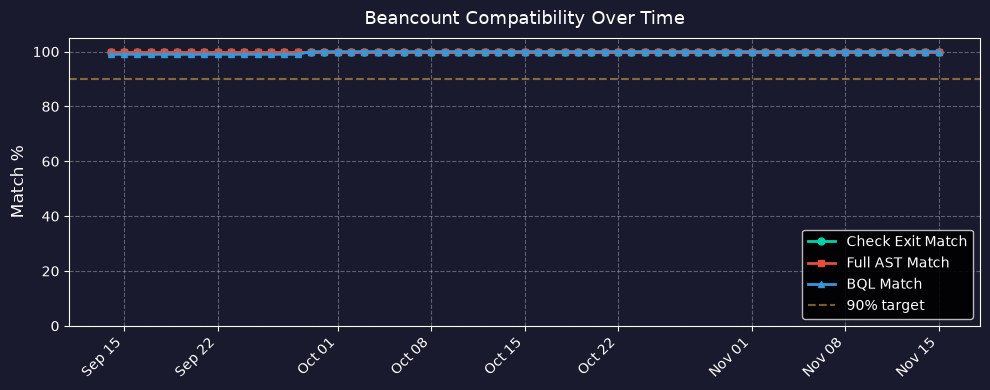 Beancount Compatibility Over Time
Match %
100
80
60
40
20
0
Check Exit Match
Full AST Match
BQL Match
90% target
Sep 15
Sep 22
Oct 01
Oct 08
Oct 15
Oct 22
Nov 01
Nov 08
Nov 15